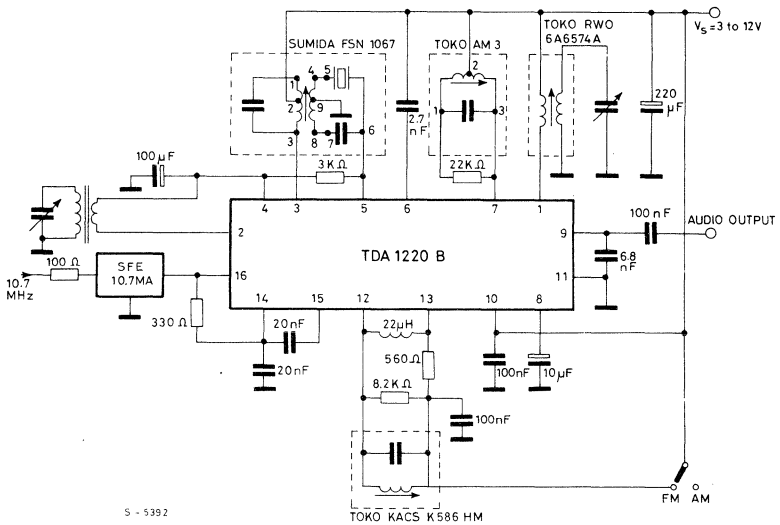 SUMIDA FSN 1067
TOKO AM 3
TOKO RWO
6A6574A
Vs=3 to 12V
4 5
2
1
2
9
3
8 7
6
1
3
2.7
nF
220
µF
100 µF
3KΩ
22KΩ
4
3
5
6
7
1
100 nF
AUDIO OUTPUT
2
9
TDA 1220 B
6.8
nF
100 Ω
SFE
10.7MA
16
11
10.7
MHz
14
15
12
13
10
8
330 Ω
20nF
22µH
20nF
560Ω
8.2KΩ
100nF
10µF
100nF
FM
AM
S - 5392
TOKO KACS K586 HM